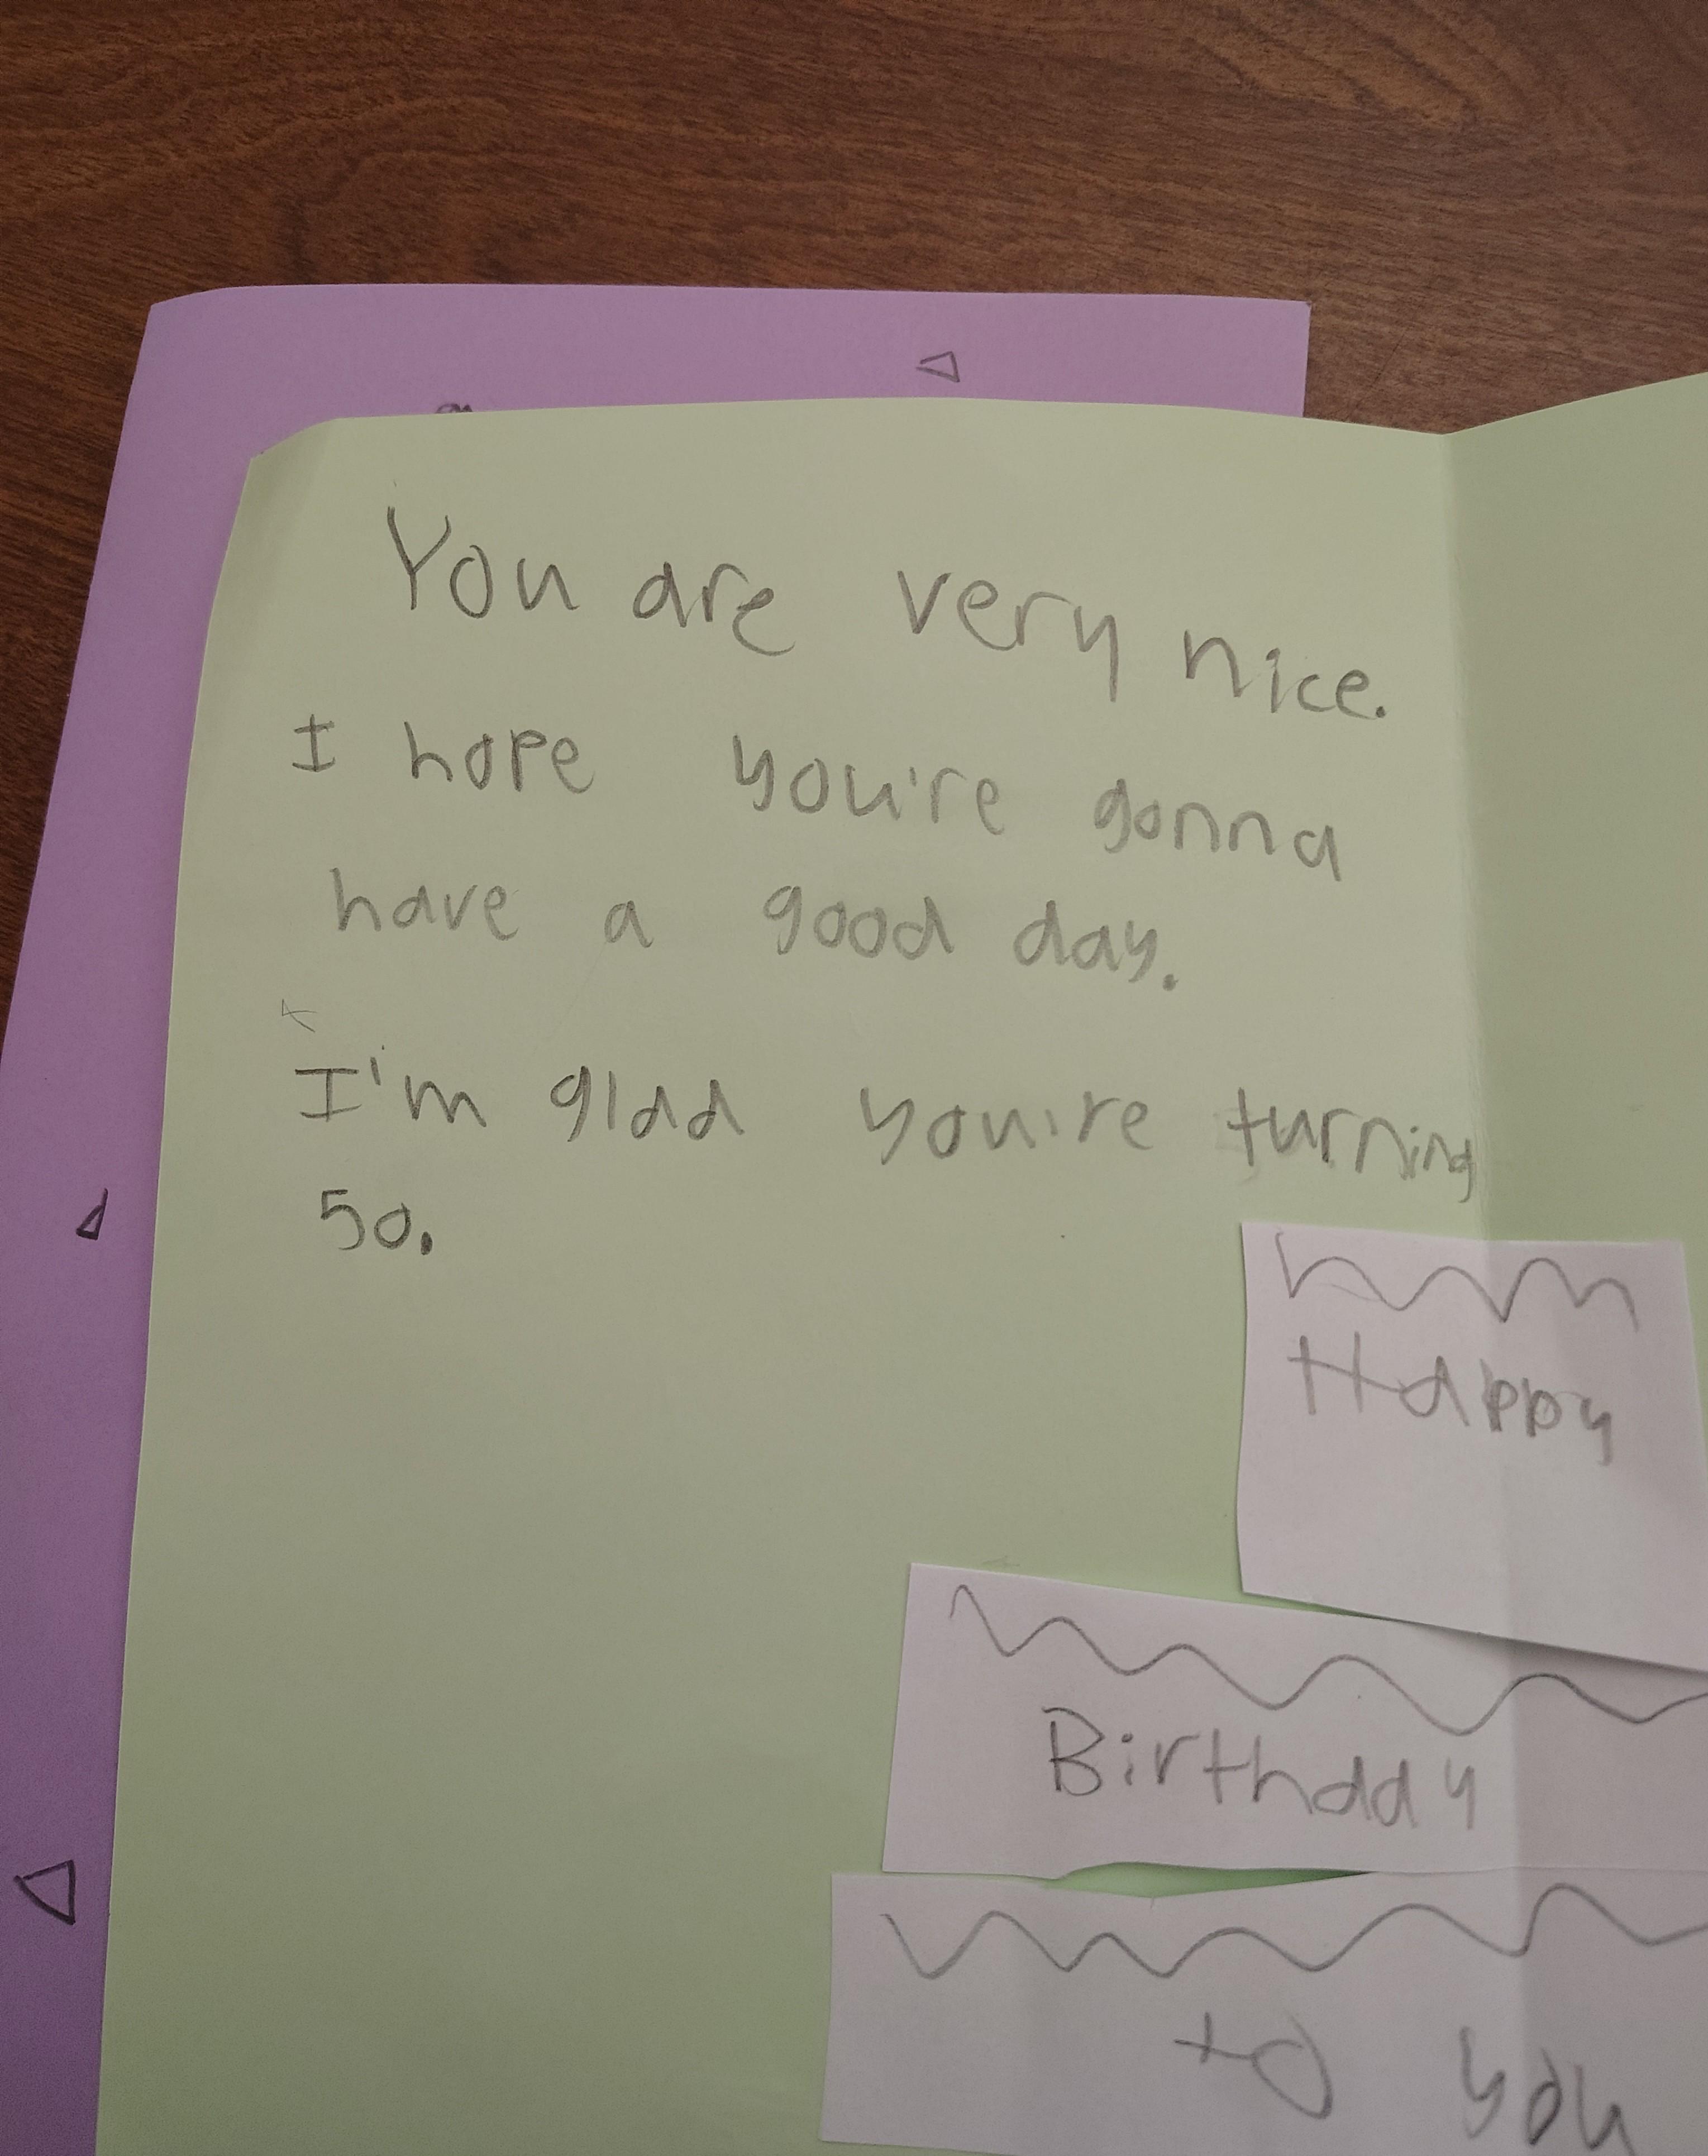 You are very nice.
I hope you're gonna
have a good day.
I'm glad you're turning
50.
Happy
Birthday
to you